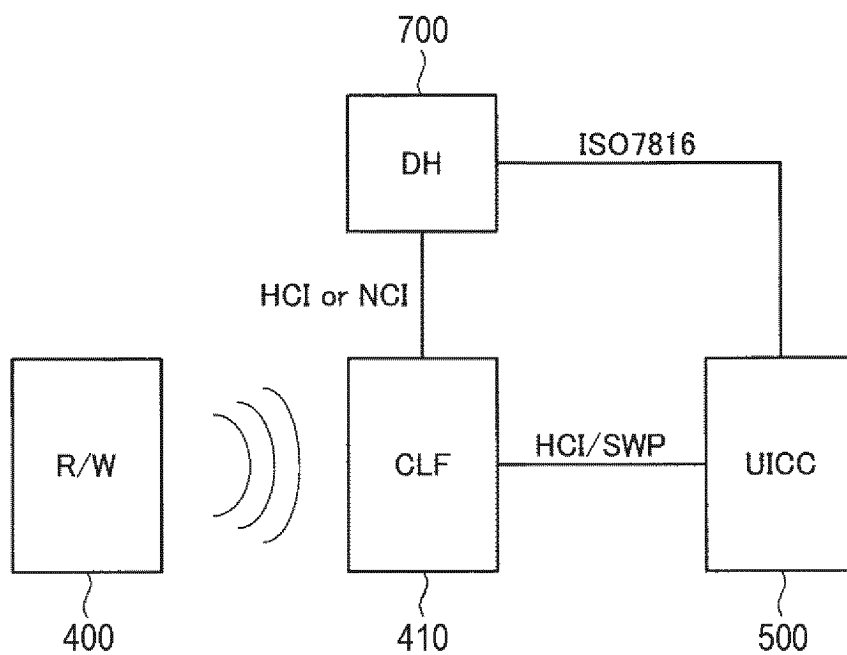 700
DH
ISO7816
HCI or NCI
R/W
CLF
HCI/SWP
UICC
400
410
500